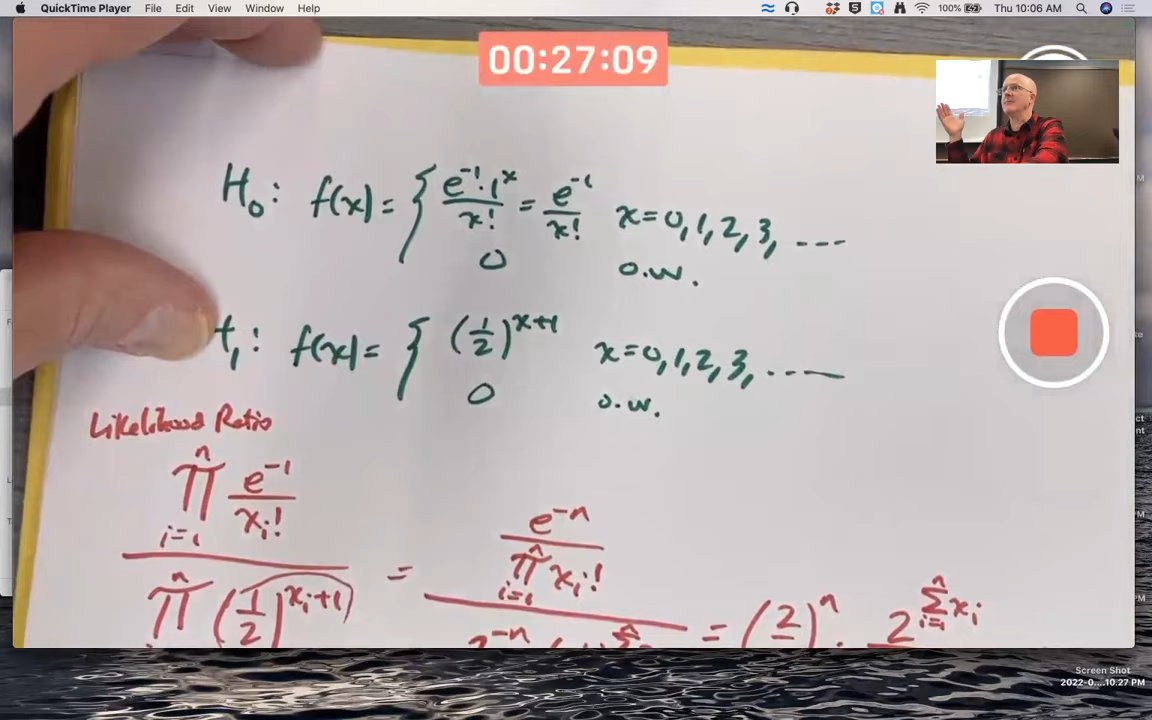 QuickTime Player File Edit View Window Help 100% Thu 10:06 AM
00:27:09
H₀: f(x) = { e⁻¹·1ˣ/x! = e⁻¹/x! x=0,1,2,3, ---
0 o.w.
t₁: f(x) = { (1/2)ˣ⁺¹ x=0,1,2,3, ....
0 o.w.
Likelihood Ratio
∏ⁿᵢ₌₁ e⁻¹/xᵢ!
∏ⁿ (1/2)^(xᵢ+1)
=
e⁻ⁿ / ∏ⁿᵢ₌₁ xᵢ!
2⁻ⁿ
= (2/ )ⁿ · 2^(∑ⁿᵢ₌₁ xᵢ)
Screen Shot
2022-0....10.27 PM